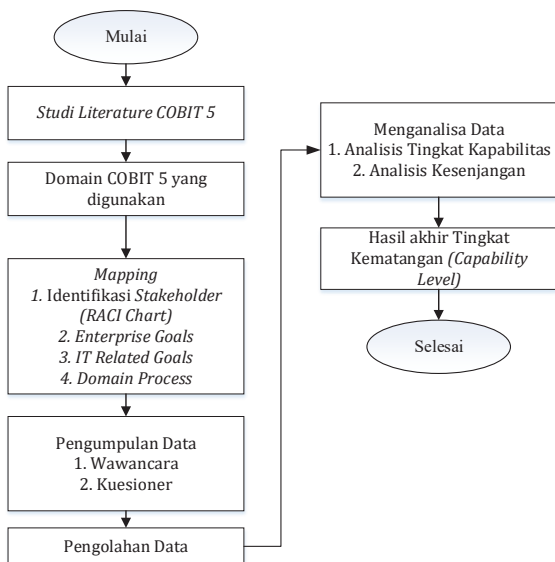 Mulai
Studi Literature COBIT 5
Domain COBIT 5 yang
digunakan
Mapping
1. Identifikasi Stakeholder
(RACI Chart)
2. Enterprise Goals
3. IT Related Goals
4. Domain Process
Pengumpulan Data
1. Wawancara
2. Kuesioner
Pengolahan Data
Menganalisa Data
1. Analisis Tingkat Kapabilitas
2. Analisis Kesenjangan
Hasil akhir Tingkat
Kematangan (Capability
Level)
Selesai